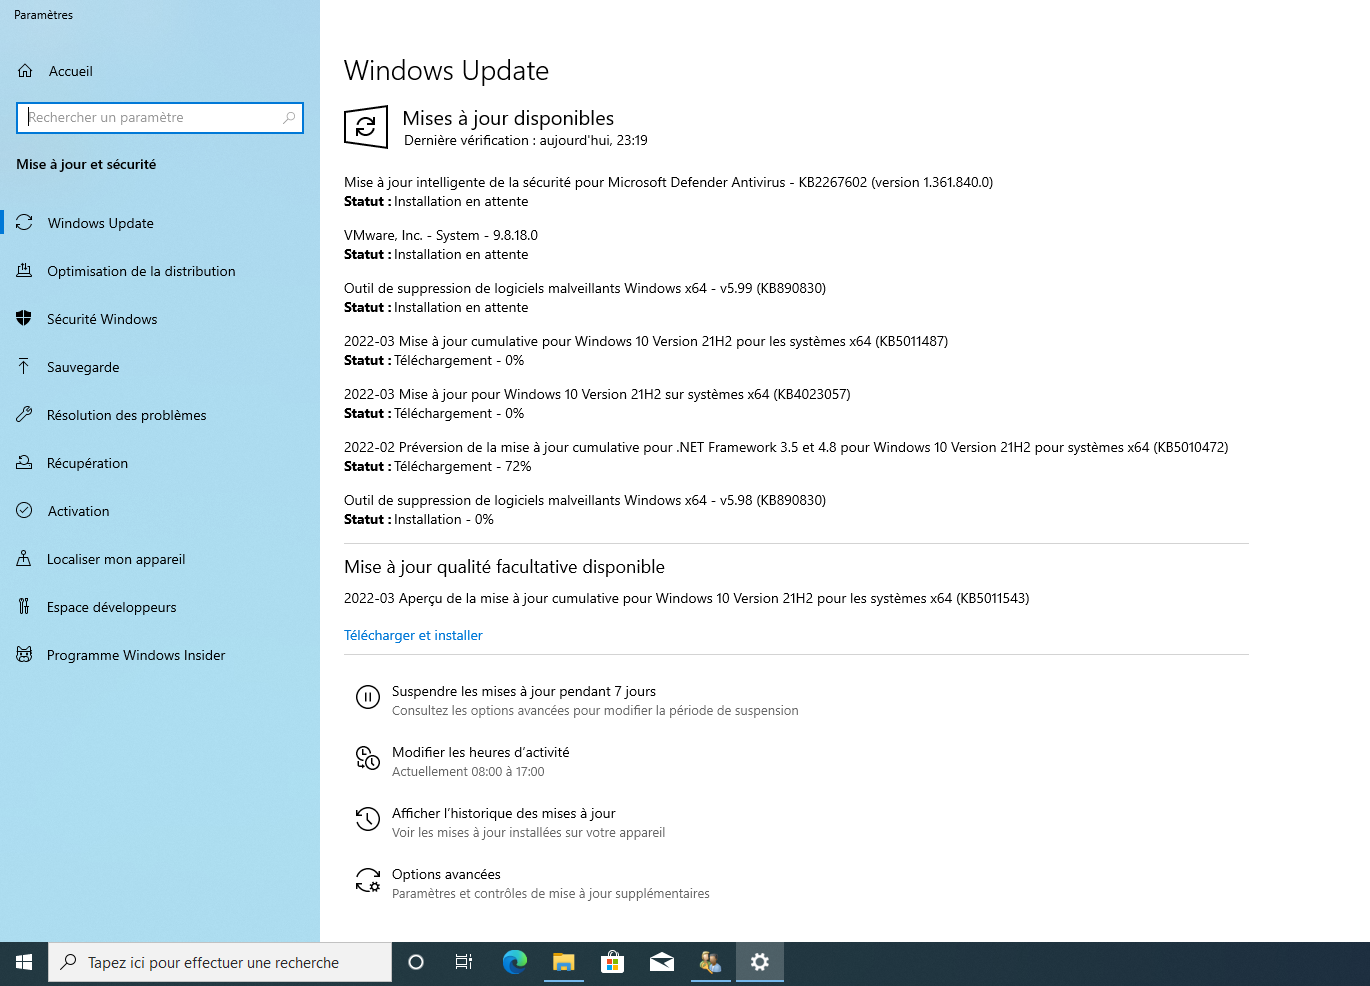 Paramètres
Accueil
Rechercher un paramètre
Mise à jour et sécurité
Windows Update
Optimisation de la distribution
Sécurité Windows
Sauvegarde
Résolution des problèmes
Récupération
Activation
Localiser mon appareil
Espace développeurs
Programme Windows Insider
Windows Update
Mises à jour disponibles
Dernière vérification : aujourd'hui, 23:19
Mise à jour intelligente de la sécurité pour Microsoft Defender Antivirus - KB2267602 (version 1.361.840.0)
Statut : Installation en attente
VMware, Inc. - System - 9.8.18.0
Statut : Installation en attente
Outil de suppression de logiciels malveillants Windows x64 - v5.99 (KB890830)
Statut : Installation en attente
2022-03 Mise à jour cumulative pour Windows 10 Version 21H2 pour les systèmes x64 (KB5011487)
Statut : Téléchargement - 0%
2022-03 Mise à jour pour Windows 10 Version 21H2 sur systèmes x64 (KB4023057)
Statut : Téléchargement - 0%
2022-02 Préversion de la mise à jour cumulative pour .NET Framework 3.5 et 4.8 pour Windows 10 Version 21H2 pour systèmes x64 (KB5010472)
Statut : Téléchargement - 72%
Outil de suppression de logiciels malveillants Windows x64 - v5.98 (KB890830)
Statut : Installation - 0%
Mise à jour qualité facultative disponible
2022-03 Aperçu de la mise à jour cumulative pour Windows 10 Version 21H2 pour les systèmes x64 (KB5011543)
Télécharger et installer
Suspendre les mises à jour pendant 7 jours
Consultez les options avancées pour modifier la période de suspension
Modifier les heures d’activité
Actuellement 08:00 à 17:00
Afficher l’historique des mises à jour
Voir les mises à jour installées sur votre appareil
Options avancées
Paramètres et contrôles de mise à jour supplémentaires
Tapez ici pour effectuer une recherche